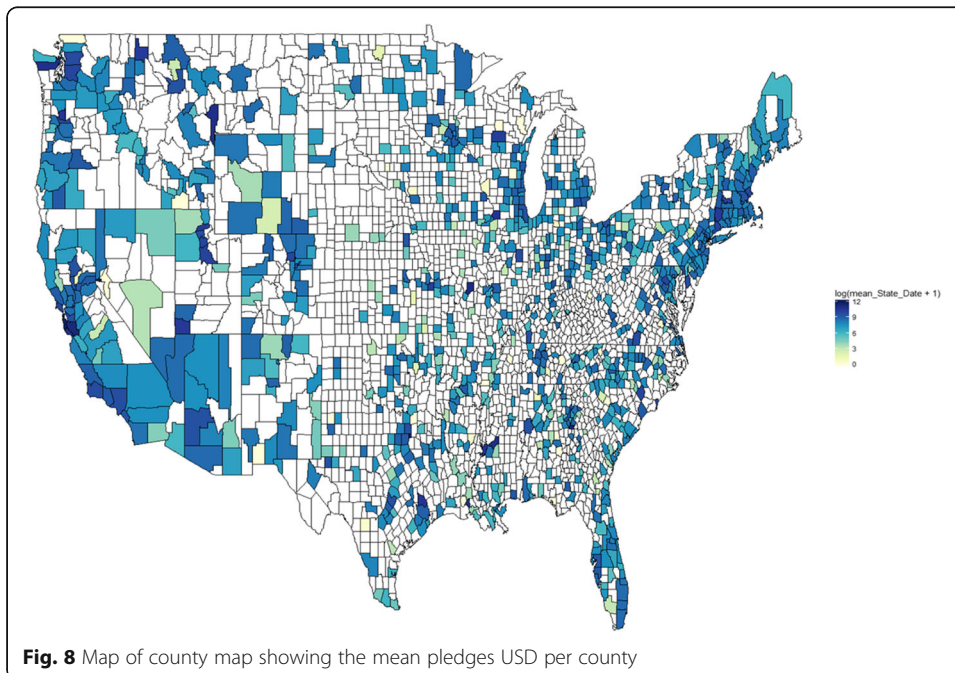 log(mean_State_Date + 1)
12
9
6
3
0
Fig. 8 Map of county map showing the mean pledges USD per county